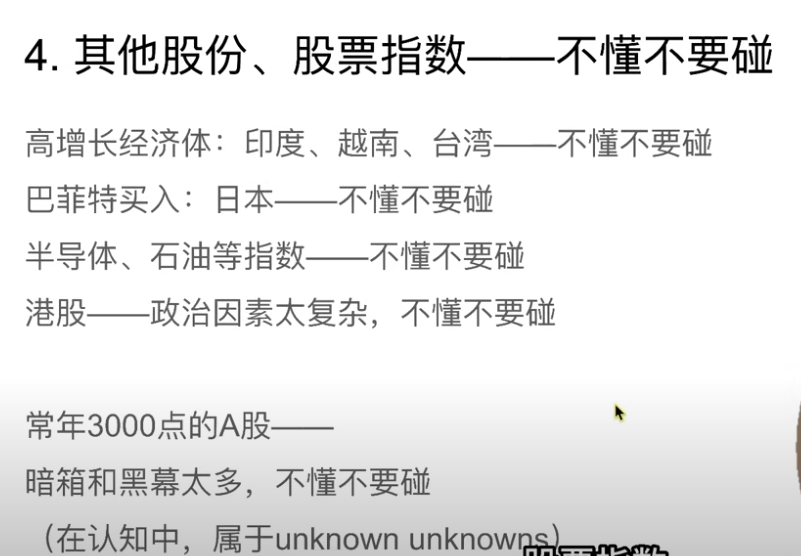 4. 其他股份、股票指数——不懂不要碰
高增长经济体：印度、越南、台湾——不懂不要碰
巴菲特买入：日本——不懂不要碰
半导体、石油等指数——不懂不要碰
港股——政治因素太复杂，不懂不要碰
常年3000点的A股——
暗箱和黑幕太多，不懂不要碰
（在认知中，属于unknown unknowns）
股票指数